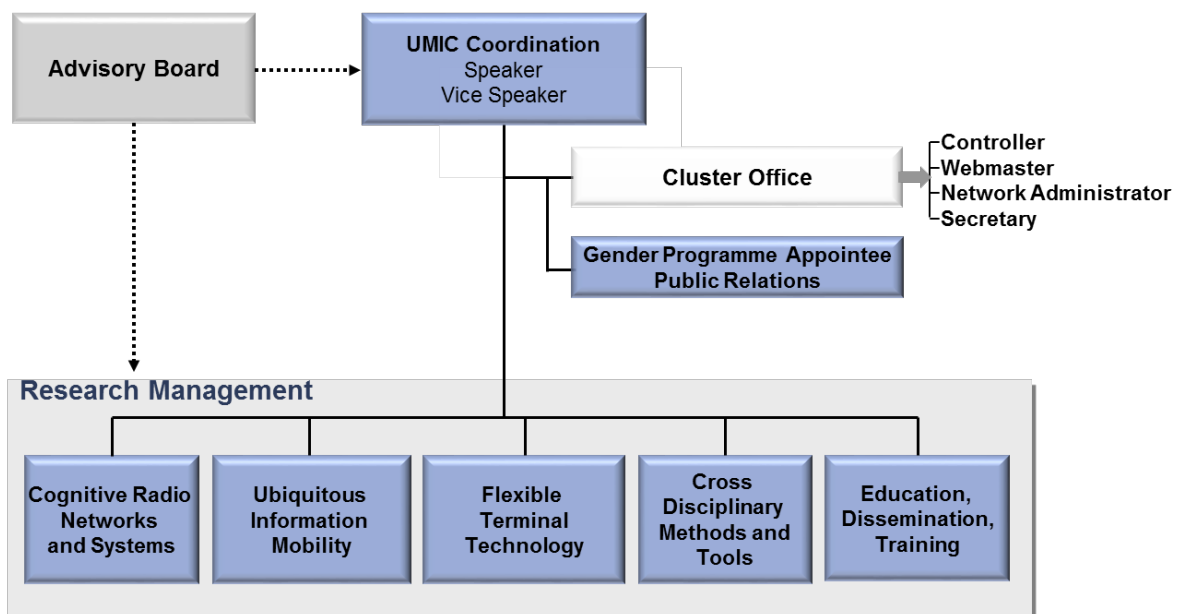 Advisory Board
UMIC Coordination
Speaker
Vice Speaker
Cluster Office
Controller
Webmaster
Network Administrator
Secretary
Gender Programme Appointee
Public Relations
Research Management
Cognitive Radio
Networks
and Systems
Ubiquitous
Information
Mobility
Flexible
Terminal
Technology
Cross
Disciplinary
Methods and
Tools
Education,
Dissemination,
Training